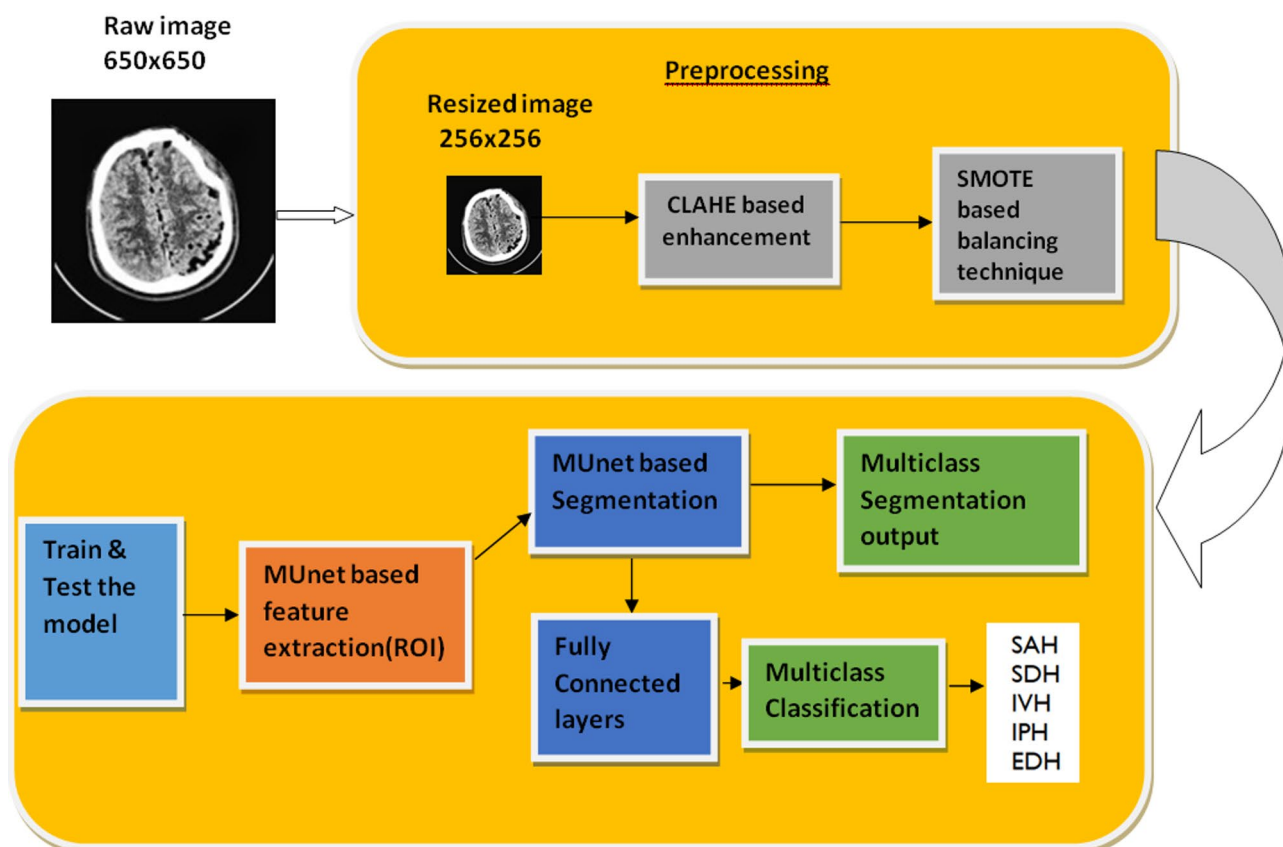 Raw image
650x650
Preprocessing
Resized image
256x256
CLAHE based
enhancement
SMOTE
based
balancing
technique
Train &
Test the
model
MUnet based
feature
extraction(ROI)
MUnet based
Segmentation
Multiclass
Segmentation
output
Fully
Connected
layers
Multiclass
Classification
SAH
SDH
IVH
IPH
EDH